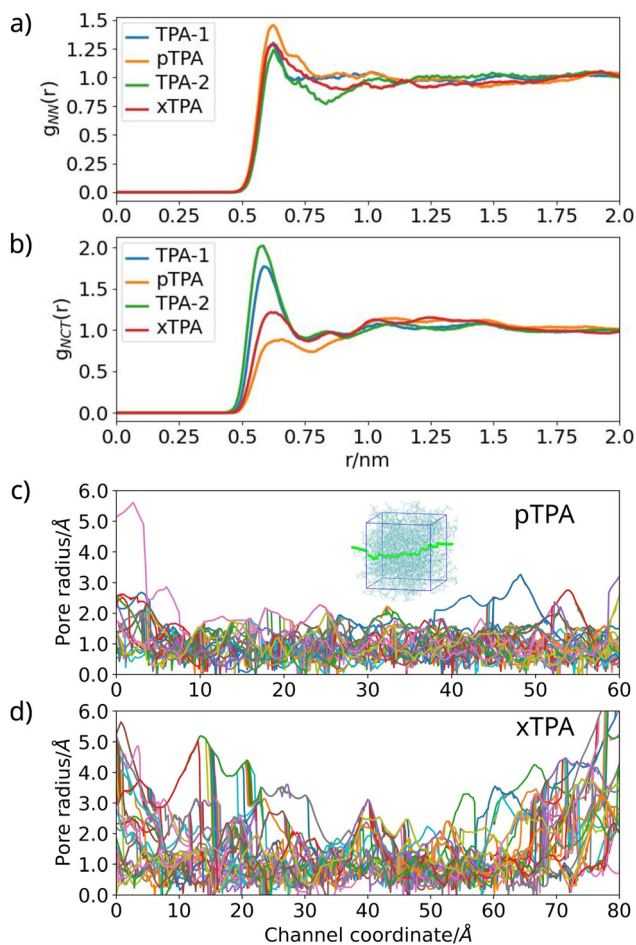 a)
1.5
1.25
1.0
0.75
0.5
0.25
0.0
g_NN(r)
TPA-1
pTPA
TPA-2
xTPA
0.0 0.25 0.5 0.75 1.0 1.25 1.5 1.75 2.0
b)
2.0
1.5
1.0
0.5
0.0
g_NCT(r)
TPA-1
pTPA
TPA-2
xTPA
0.0 0.25 0.5 0.75 1.0 1.25 1.5 1.75 2.0
r/nm
c)
6.0
5.0
4.0
3.0
2.0
1.0
0.0
Pore radius/Å
pTPA
0 10 20 30 40 50 60
d)
6.0
5.0
4.0
3.0
2.0
1.0
0.0
Pore radius/Å
xTPA
0 10 20 30 40 50 60 70 80
Channel coordinate/Å